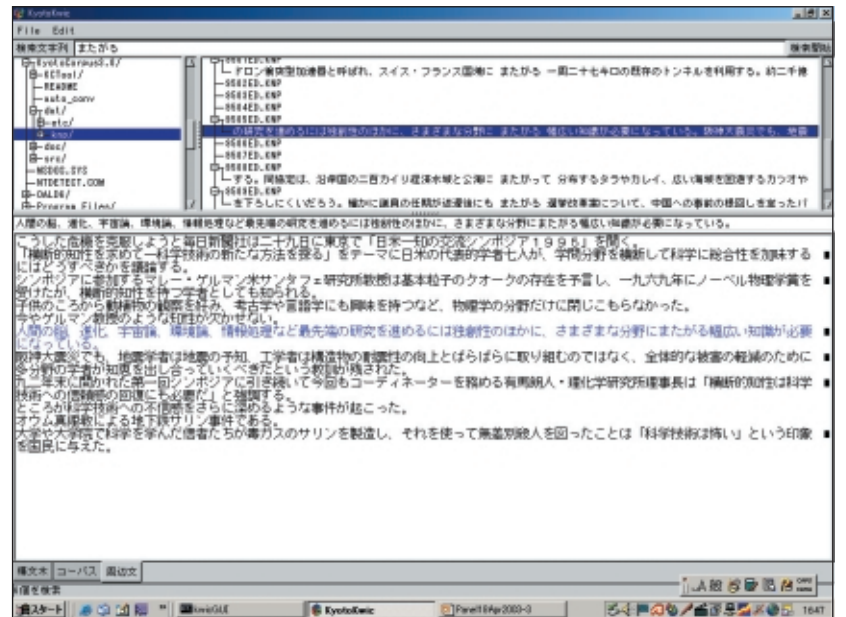 KyotoKwic
File Edit
検索文字列 またがる 検索開始
KyotoCorpus3.0/
KCTool/
README
auto_conv
dat/
etc/
knp/
doc/
src/
MSDOS.SYS
NTDETECT.COM
OALD6/
Program Files/
ドロン衝突型加速器と呼ばれ、スイス・フランス国境に またがる 一周二十七キロの既存のトンネルを利用する。約二千億
の研究を進めるには独創性のほかに、さまざまな分野に またがる 幅広い知識が必要になっている。阪神大震災でも、地震
する。同協定は、沿岸国の二百カイリ経済水域と公海に またがって 分布するタラやカレイ、広い海域を回遊するカツオや
を下ろしにくいだろう。確かに議員の任期が返還後にも またがる 選挙改革案について、中国への事前の根回しを怠ったパ
人間の脳、進化、宇宙論、環境論、情報処理など最先端の研究を進めるには独創性のほかに、さまざまな分野にまたがる幅広い知識が必要になっている。
こうした危機を克服しようと毎日新聞社は二十九日に東京で「日米－知の交流シンポジア１９９５」を開く。
「横断的知性を求めて－科学技術の新たな方法を探る」をテーマに日米の代表的学者七人が、学問分野を横断して科学に総合性を加味する
にはどうすべきかを議論する。
シンポジアに参加するマレー・ゲルマン米サンタフェ研究所教授は基本粒子のクオークの存在を予言し、一九六九年にノーベル物理学賞を
受けたが、横断的知性を持つ学者としても知られる。
子供のころから動植物の観察を好み、考古学や言語学にも興味を持つなど、物理学の分野だけに閉じこもらなかった。
今やゲルマン教授のような知性が欠かせない。
人間の脳、進化、宇宙論、環境論、情報処理など最先端の研究を進めるには独創性のほかに、さまざまな分野にまたがる幅広い知識が必要
になっている。
阪神大震災でも、地震学者は地震の予知、工学者は構造物の耐震性の向上とばらばらに取り組むのではなく、全体的な被害の軽減のために
多分野の学者が知恵を出し合っていくべきだという教訓が残された。
九一年末に開かれた第一回シンポジアに引き続いて今回もコーディネーターを務める有馬朗人・理化学研究所理事長は「横断的知性は科学
技術への信頼感の回復にも必要だ」と強調する。
ところが科学技術への不信感をさらに深めるような事件が起こった。
オウム真理教による地下鉄サリン事件である。
大学や大学院で科学を学んだ信者たちが毒ガスのサリンを製造し、それを使って無差別殺人を図ったことは「科学技術は怖い」という印象
を国民に与えた。
構文木 コーパス 周辺文
個を検索
スタート kwicGUI KyotoKwic Panel18Apr2003-3 1647